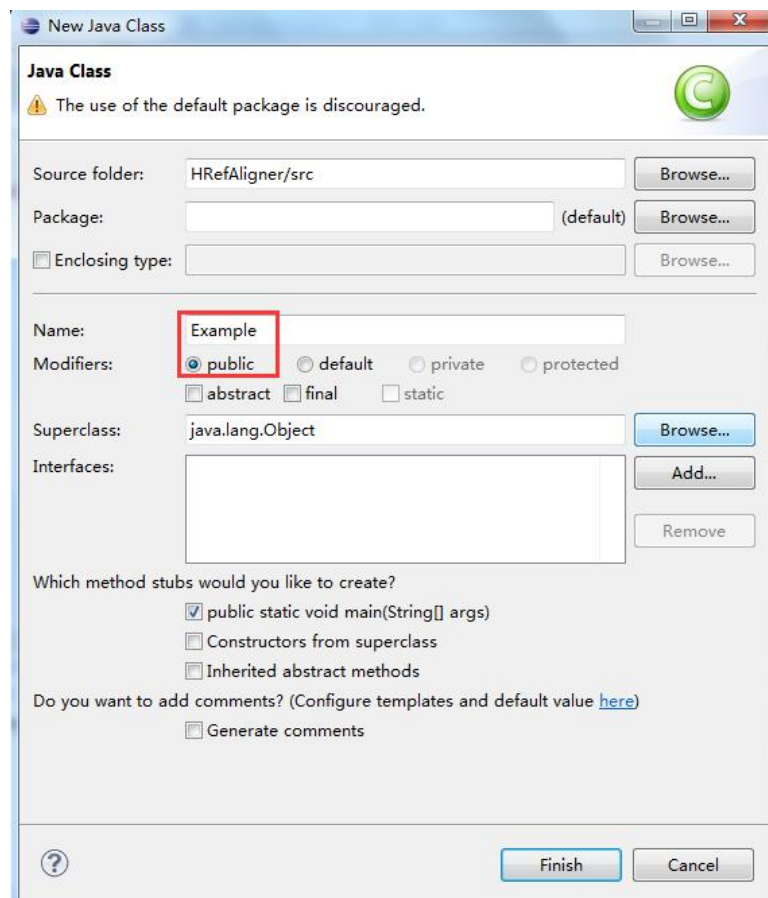 New Java Class
Java Class
The use of the default package is discouraged.
Source folder: HRefAligner/src Browse...
Package: (default) Browse...
Enclosing type: Browse...
Name: Example
Modifiers: public default private protected
abstract final static
Superclass: java.lang.Object Browse...
Interfaces: Add...
Remove
Which method stubs would you like to create?
public static void main(String[] args)
Constructors from superclass
Inherited abstract methods
Do you want to add comments? (Configure templates and default value here)
Generate comments
? Finish Cancel